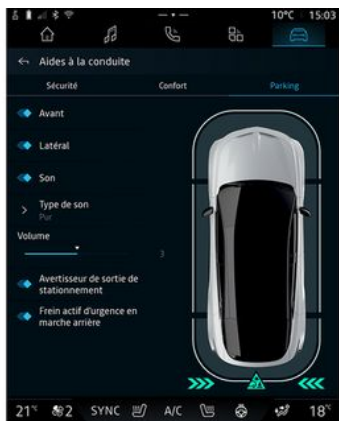 10°C 15:03
Aides à la conduite
Sécurité Confort Parking
Avant
Latéral
Son
Type de son
Pur
Volume
3
Avertisseur de sortie de
stationnement
Frein actif d'urgence en
marche arrière
21°C 2 SYNC A/C 18°C